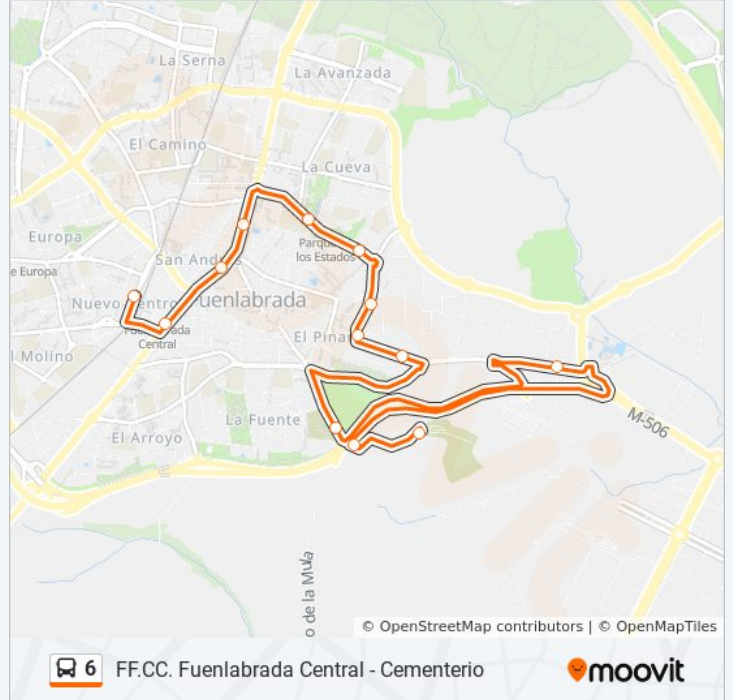 La Serna
La Avanzada
El Camino
La Cueva
Europa
Parque
los Estados
San Andrés
e Europa
Nuevo Centro
Fuenlabrada
Fuenlabrada
Central
El Pinar
l Molino
La Fuente
El Arroyo
M-506
o de la Mula
© OpenStreetMap contributors | © OpenMapTiles
6 FF.CC. Fuenlabrada Central - Cementerio
moovit